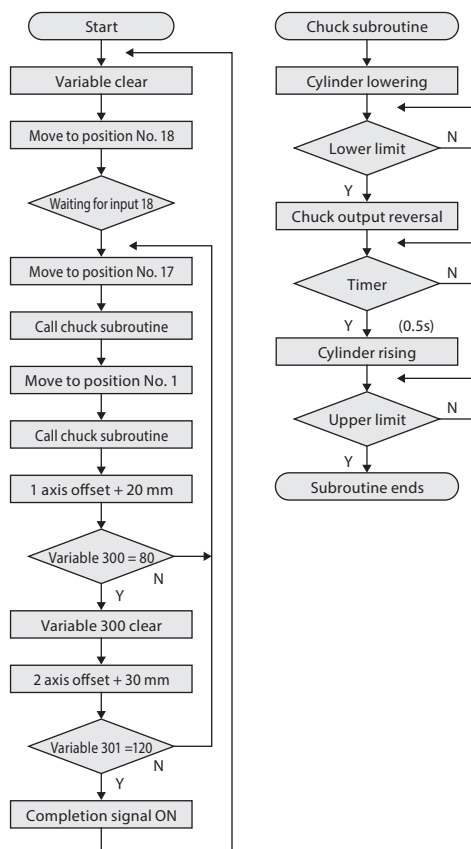 Start
Variable clear
Move to position No. 18
Waiting for input 18
Move to position No. 17
Call chuck subroutine
Move to position No. 1
Call chuck subroutine
1 axis offset + 20 mm
Variable 300 = 80
N
Y
Variable 300 clear
2 axis offset + 30 mm
Variable 301 =120
N
Y
Completion signal ON
Chuck subroutine
Cylinder lowering
Lower limit
N
Y
Chuck output reversal
Timer
N
Y (0.5s)
Cylinder rising
Upper limit
N
Y
Subroutine ends